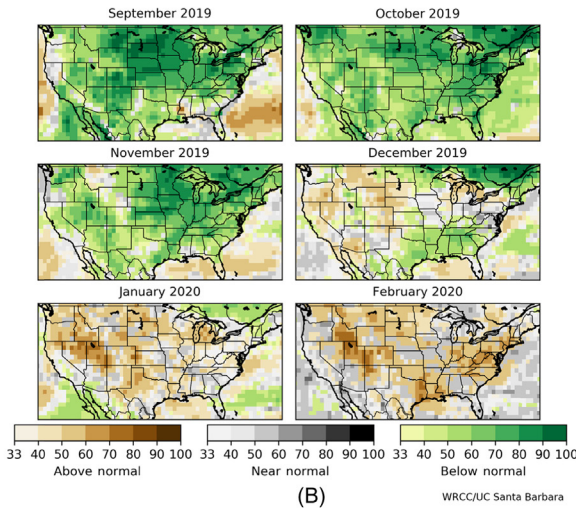 September 2019 October 2019
November 2019 December 2019
January 2020 February 2020
33 40 50 60 70 80 90 100 33 40 50 60 70 80 90 100 33 40 50 60 70 80 90 100
Above normal Near normal Below normal
(B) WRCC/UC Santa Barbara